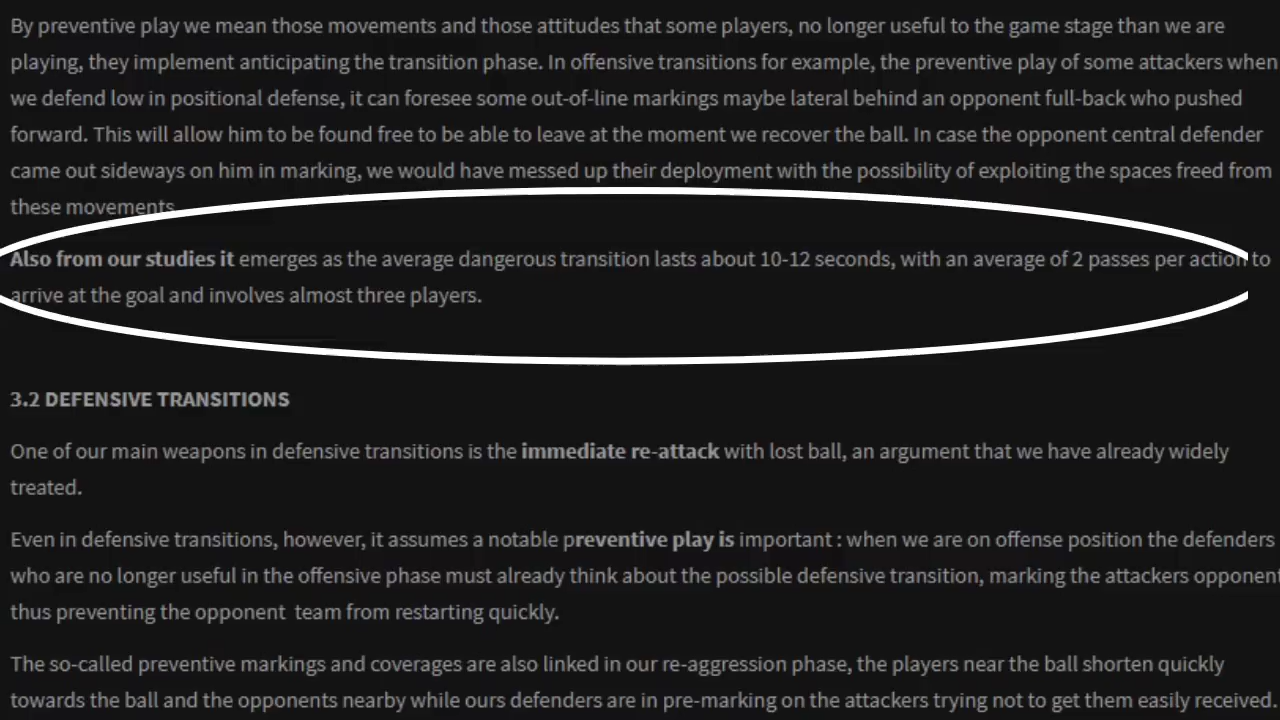 By preventive play we mean those movements and those attitudes that some players, no longer useful to the game stage than we are
playing, they implement anticipating the transition phase. In offensive transitions for example, the preventive play of some attackers when
we defend low in positional defense, it can foresee some out-of-line markings maybe lateral behind an opponent full-back who pushed
forward. This will allow him to be found free to be able to leave at the moment we recover the ball. In case the opponent central defender
came out sideways on him in marking, we would have messed up their deployment with the possibility of exploiting the spaces freed from
these movements.
Also from our studies it emerges as the average dangerous transition lasts about 10-12 seconds, with an average of 2 passes per action to
arrive at the goal and involves almost three players.
3.2 DEFENSIVE TRANSITIONS
One of our main weapons in defensive transitions is the immediate re-attack with lost ball, an argument that we have already widely
treated.
Even in defensive transitions, however, it assumes a notable preventive play is important : when we are on offense position the defenders
who are no longer useful in the offensive phase must already think about the possible defensive transition, marking the attackers opponent
thus preventing the opponent team from restarting quickly.
The so-called preventive markings and coverages are also linked in our re-aggression phase, the players near the ball shorten quickly
towards the ball and the opponents nearby while ours defenders are in pre-marking on the attackers trying not to get them easily received.